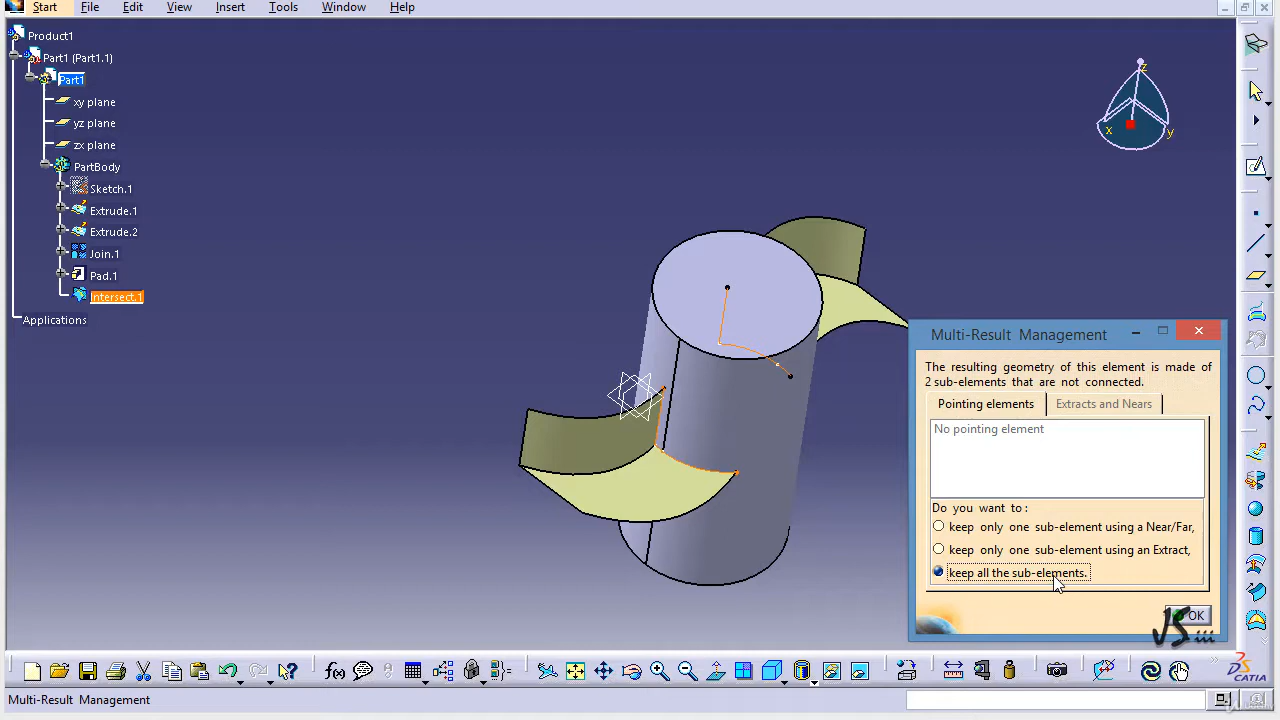 Start File Edit View Insert Tools Window Help
Product1
Part1 (Part1.1)
Part1
xy plane
yz plane
zx plane
PartBody
Sketch.1
Extrude.1
Extrude.2
Join.1
Pad.1
Intersect.1
Applications
z
x
y
Multi-Result Management
The resulting geometry of this element is made of
2 sub-elements that are not connected.
Pointing elements Extracts and Nears
No pointing element
Do you want to:
keep only one sub-element using a Near/Far,
keep only one sub-element using an Extract,
keep all the sub-elements.
OK
f(x)
CATIA
Multi-Result Management